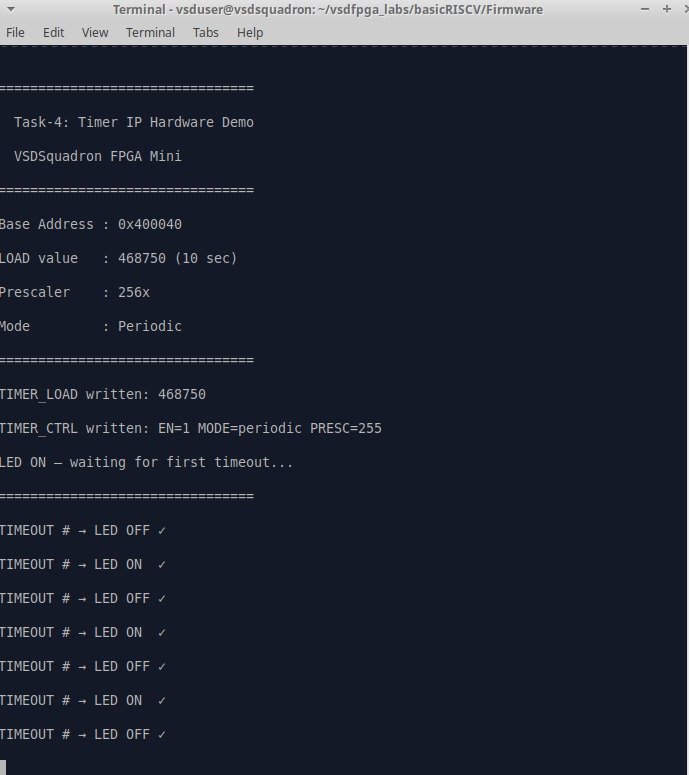 Terminal - vsduser@vsdsquadron: ~/vsdfpga_labs/basicRISCV/Firmware
File Edit View Terminal Tabs Help
================================
Task-4: Timer IP Hardware Demo
VSDSquadron FPGA Mini
================================
Base Address : 0x400040
LOAD value   : 468750 (10 sec)
Prescaler    : 256x
Mode         : Periodic
================================
TIMER_LOAD written: 468750
TIMER_CTRL written: EN=1 MODE=periodic PRESC=255
LED ON — waiting for first timeout...
================================
TIMEOUT # → LED OFF ✓
TIMEOUT # → LED ON  ✓
TIMEOUT # → LED OFF ✓
TIMEOUT # → LED ON  ✓
TIMEOUT # → LED OFF ✓
TIMEOUT # → LED ON  ✓
TIMEOUT # → LED OFF ✓